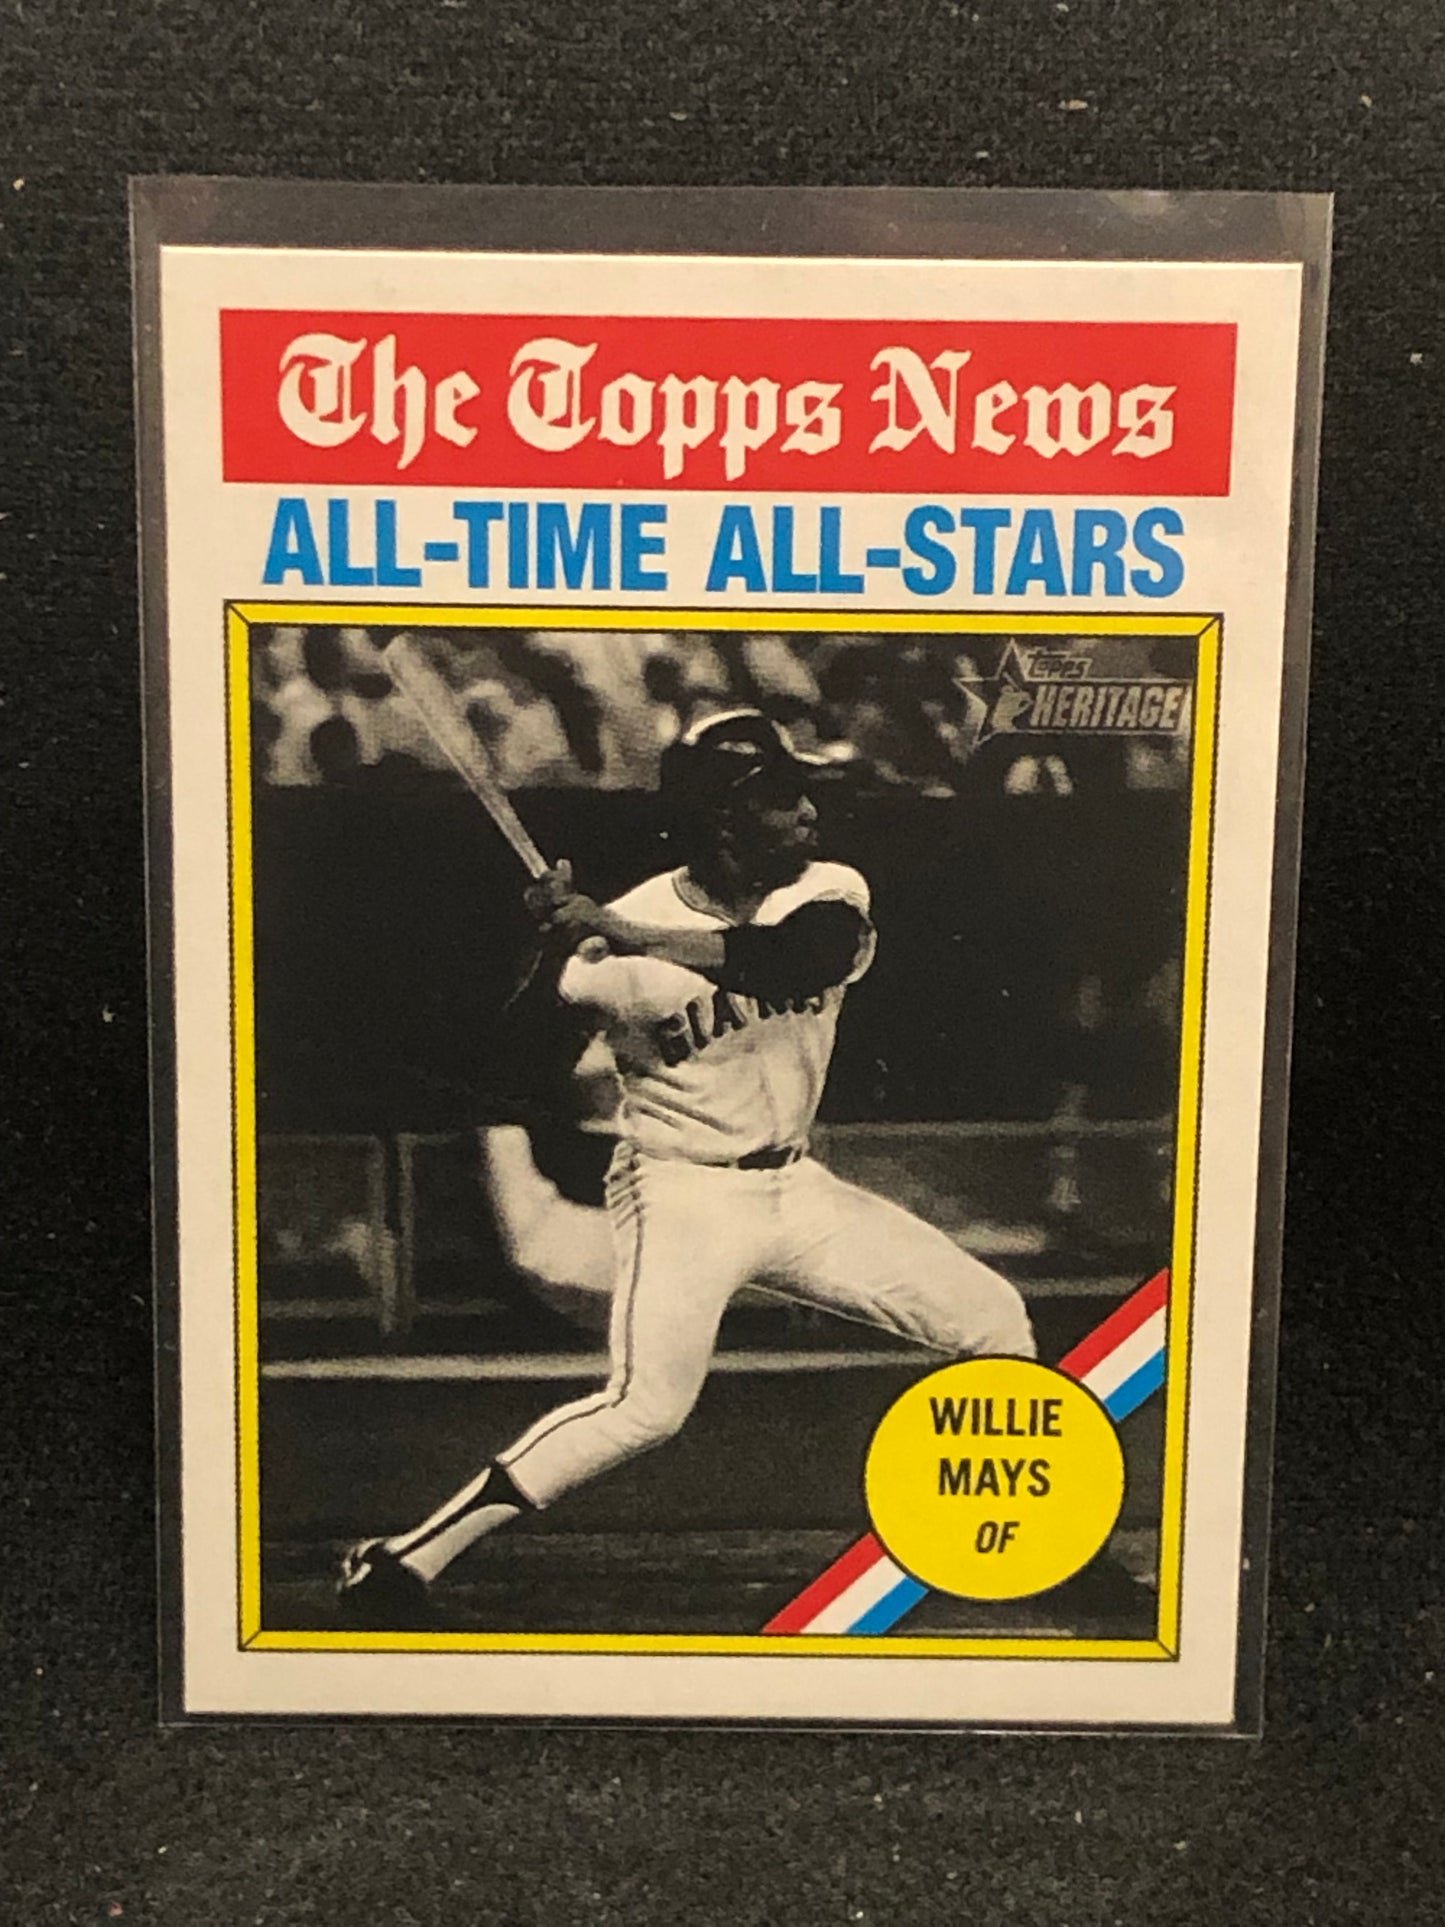 The Topps News
ALL-TIME ALL-STARS
Topps
HERITAGE
GIANTS
WILLIE
MAYS
OF